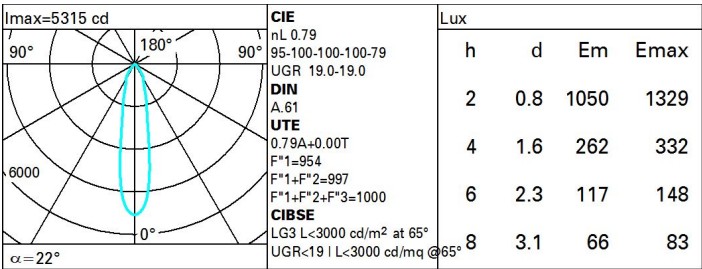 Imax=5315 cd
90°
180°
90°
6000
0°
α=22°
CIE
nL 0.79
95-100-100-100-79
UGR 19.0-19.0
DIN
A.61
UTE
0.79A+0.00T
F"1=954
F"1+F"2=997
F"1+F"2+F"3=1000
CIBSE
LG3 L<3000 cd/m² at 65°
UGR<19 | L<3000 cd/mq @65°
Lux
h d Em Emax
2 0.8 1050 1329
4 1.6 262 332
6 2.3 117 148
8 3.1 66 83